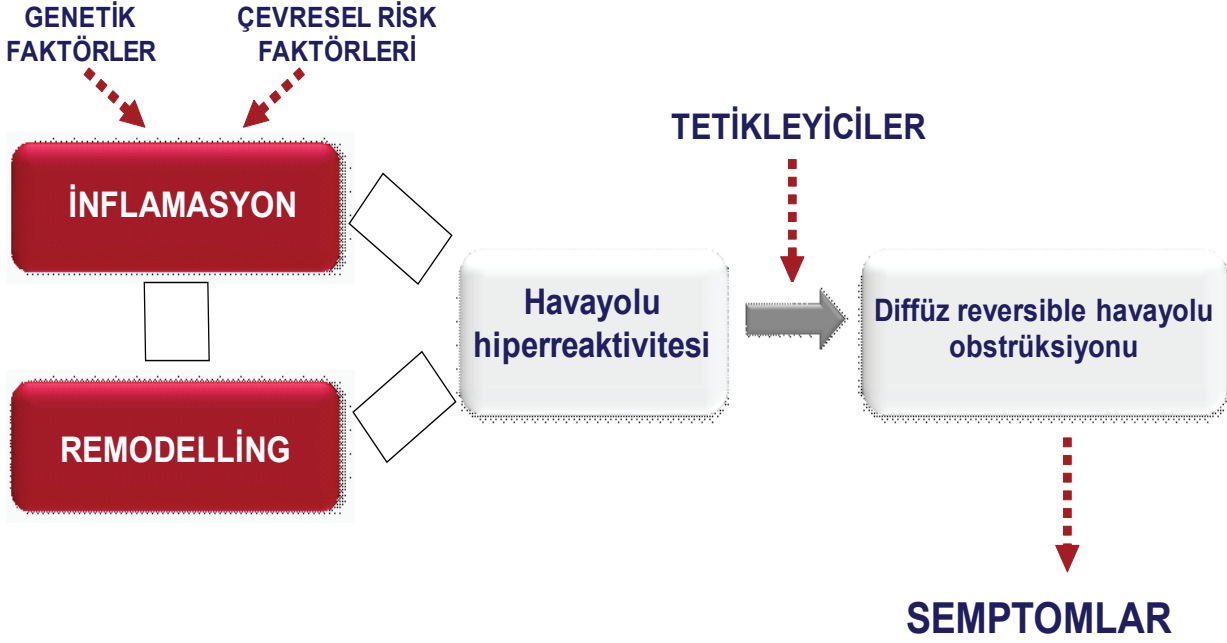 GENETİK
FAKTÖRLER
ÇEVRESEL RİSK
FAKTÖRLERİ
İNFLAMASYON
REMODELLİNG
Havayolu
hiperreaktivitesi
TETİKLEYİCİLER
Diffüz reversible havayolu
obstrüksiyonu
SEMPTOMLAR